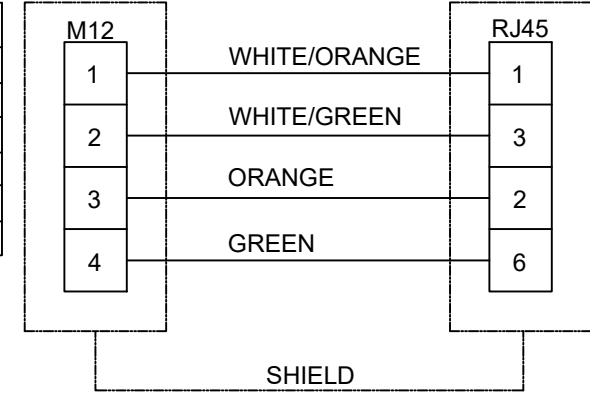 M12 RJ45
1 WHITE/ORANGE 1
2 WHITE/GREEN 3
3 ORANGE 2
4 GREEN 6
SHIELD